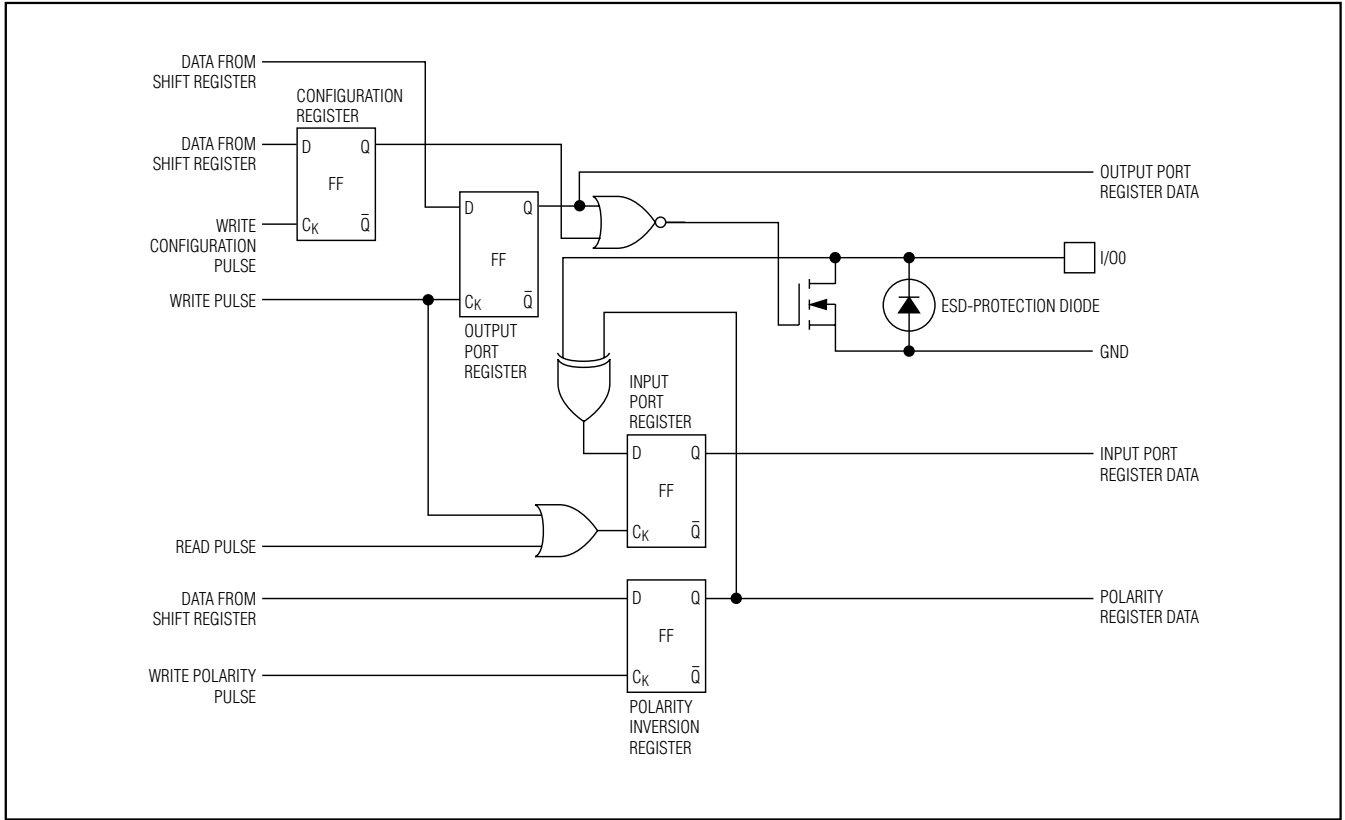 DATA FROM
SHIFT REGISTER
CONFIGURATION
REGISTER
DATA FROM
SHIFT REGISTER
D
Q
FF
WRITE
CONFIGURATION
PULSE
CK
Q̅
WRITE PULSE
D
Q
FF
CK
Q̅
OUTPUT
PORT
REGISTER
OUTPUT PORT
REGISTER DATA
I/O0
ESD-PROTECTION DIODE
GND
INPUT
PORT
REGISTER
D
Q
FF
CK
Q̅
INPUT PORT
REGISTER DATA
READ PULSE
DATA FROM
SHIFT REGISTER
D
Q
FF
CK
Q̅
POLARITY
REGISTER DATA
WRITE POLARITY
PULSE
POLARITY
INVERSION
REGISTER